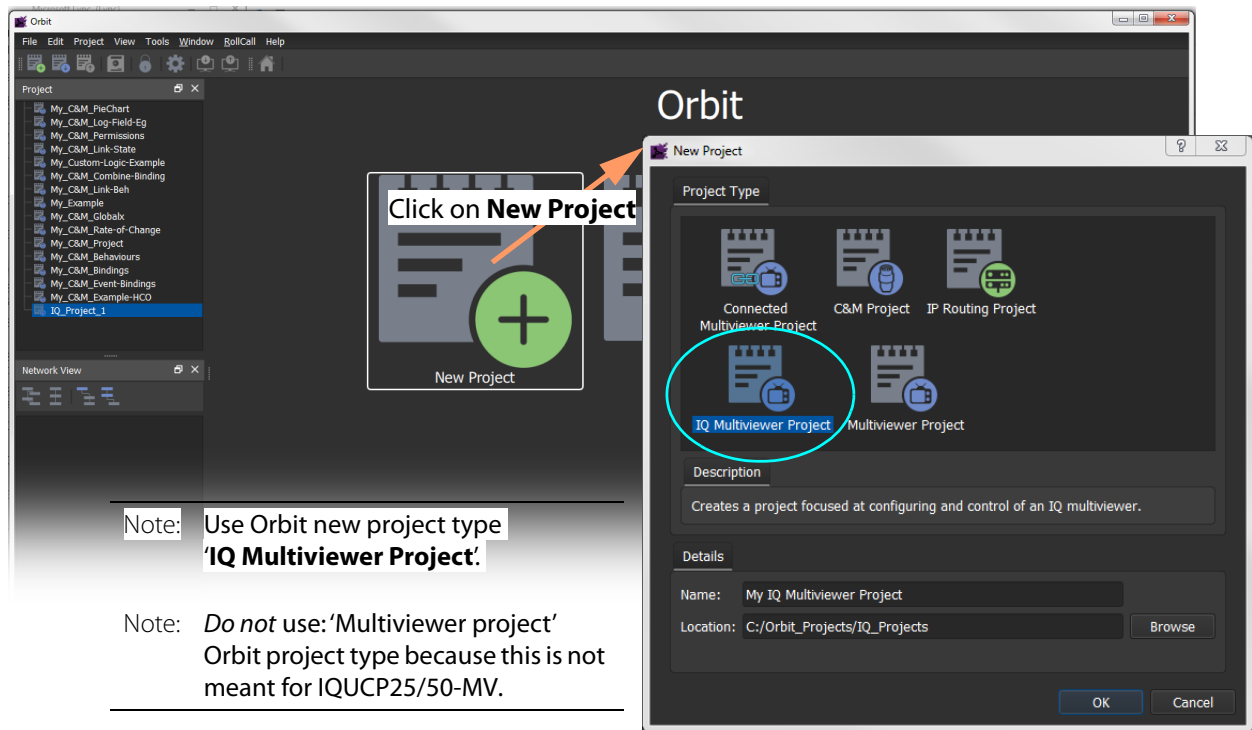 Orbit
File Edit Project View Tools Window RollCall Help
Project
My_C&M_PieChart
My_C&M_Log-Field-Eg
My_C&M_Permissions
My_C&M_Link-State
My_Custom-Logic-Example
My_C&M_Combine-Binding
My_C&M_Link-Beh
My_Example
My_C&M_Globalx
My_C&M_Rate-of-Change
My_C&M_Project
My_C&M_Behaviours
My_C&M_Bindings
My_C&M_Event-Bindings
My_C&M_Example-HCO
IQ_Project_1
Network View
Orbit
Click on New Project
New Project
New Project
Project Type
Connected
Multiviewer Project
C&M Project
IP Routing Project
IQ Multiviewer Project
Multiviewer Project
Description
Creates a project focused at configuring and control of an IQ multiviewer.
Details
Name: My IQ Multiviewer Project
Location: C:/Orbit_Projects/IQ_Projects Browse
OK Cancel
Note: Use Orbit new project type
‘IQ Multiviewer Project’.
Note: Do not use: ‘Multiviewer project’
Orbit project type because this is not
meant for IQUCP25/50-MV.